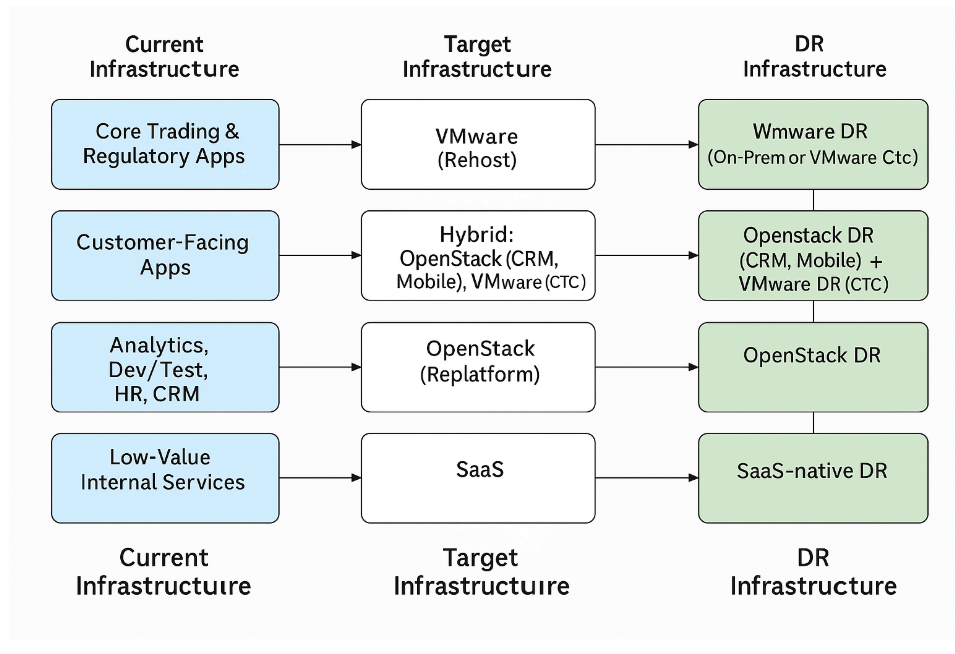 Current
Infrastructure
Target
Infrastructure
DR
Infrastructure
Core Trading &
Regulatory Apps
VMware
(Rehost)
Wmware DR
(On-Prem or VMware Ctc)
Customer-Facing
Apps
Hybrid:
OpenStack (CRM,
Mobile), VMware (CTC)
Openstack DR
(CRM, Mobile) +
VMware DR (CTC)
Analytics,
Dev/Test,
HR, CRM
OpenStack
(Replatform)
OpenStack DR
Low-Value
Internal Services
SaaS
SaaS-native DR
Current
Infrastructuire
Target
Infrastructuire
DR
Infrastructure